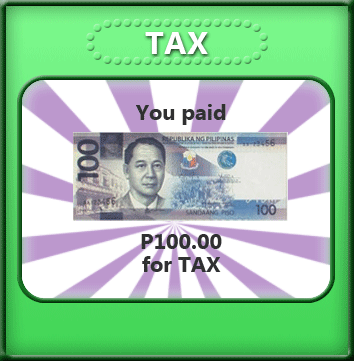 TAX
You paid
REPUBLIKA NG PILIPINAS
100
SANDAANG PISO
100
P100.00
for TAX